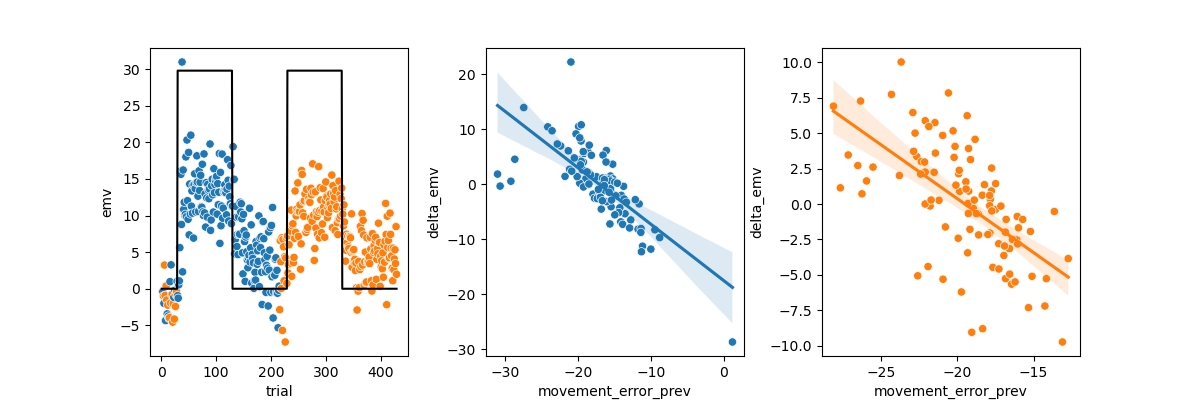 emv
30
25
20
15
10
5
0
−5
0 100 200 300 400
trial
delta_emv
20
10
0
−10
−20
−30
−30 −20 −10 0
movement_error_prev
delta_emv
10.0
7.5
5.0
2.5
0.0
−2.5
−5.0
−7.5
−10.0
−25 −20 −15
movement_error_prev